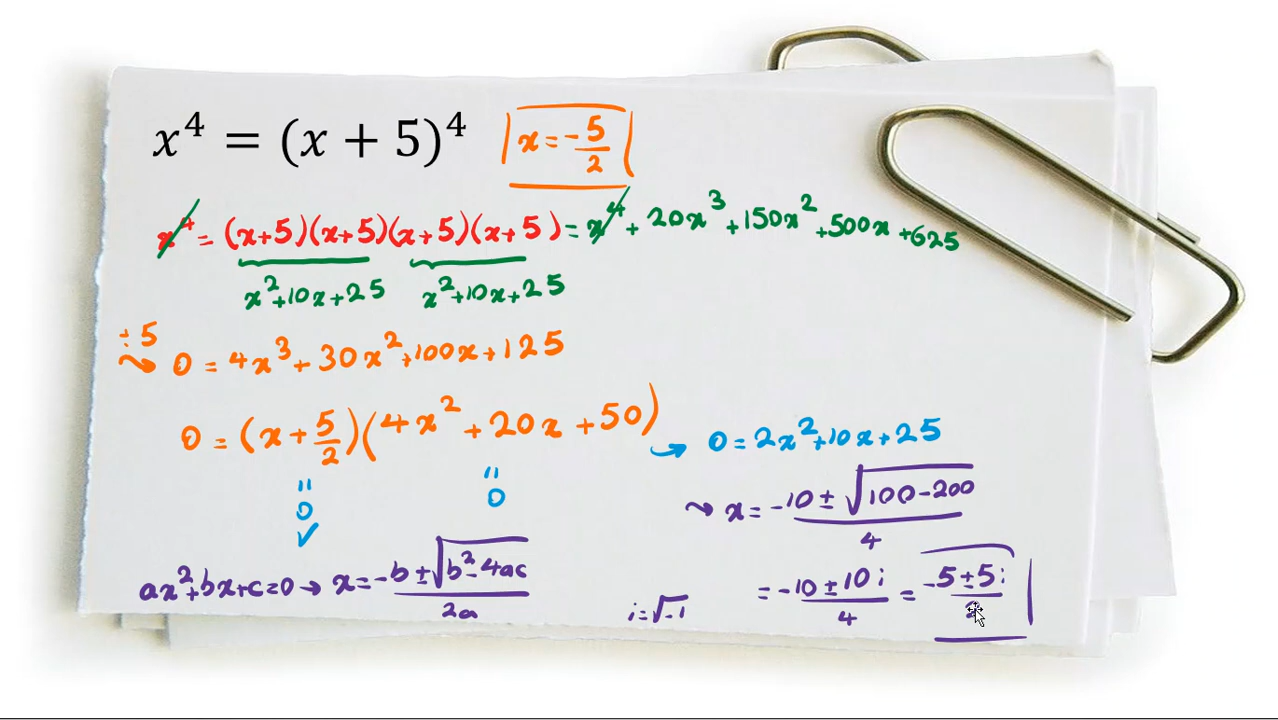 x⁴ = (x + 5)⁴  x = -5/2
x⁴ = (x+5)(x+5)(x+5)(x+5) = x⁴ + 20x³ + 150x² + 500x + 625
x²+10x+25  x²+10x+25
÷5
0 = 4x³ + 30x² + 100x + 125
0 = (x + 5/2)(4x² + 20x + 50) → 0 = 2x²+10x+25
" "
0 ✓ 0
x = (-10 ± √(100-200))/4
ax²+bx+c=0 → x = (-b ± √(b²-4ac))/2a
i=√-1
= (-10 ± 10i)/4 = (-5 ± 5i)/2